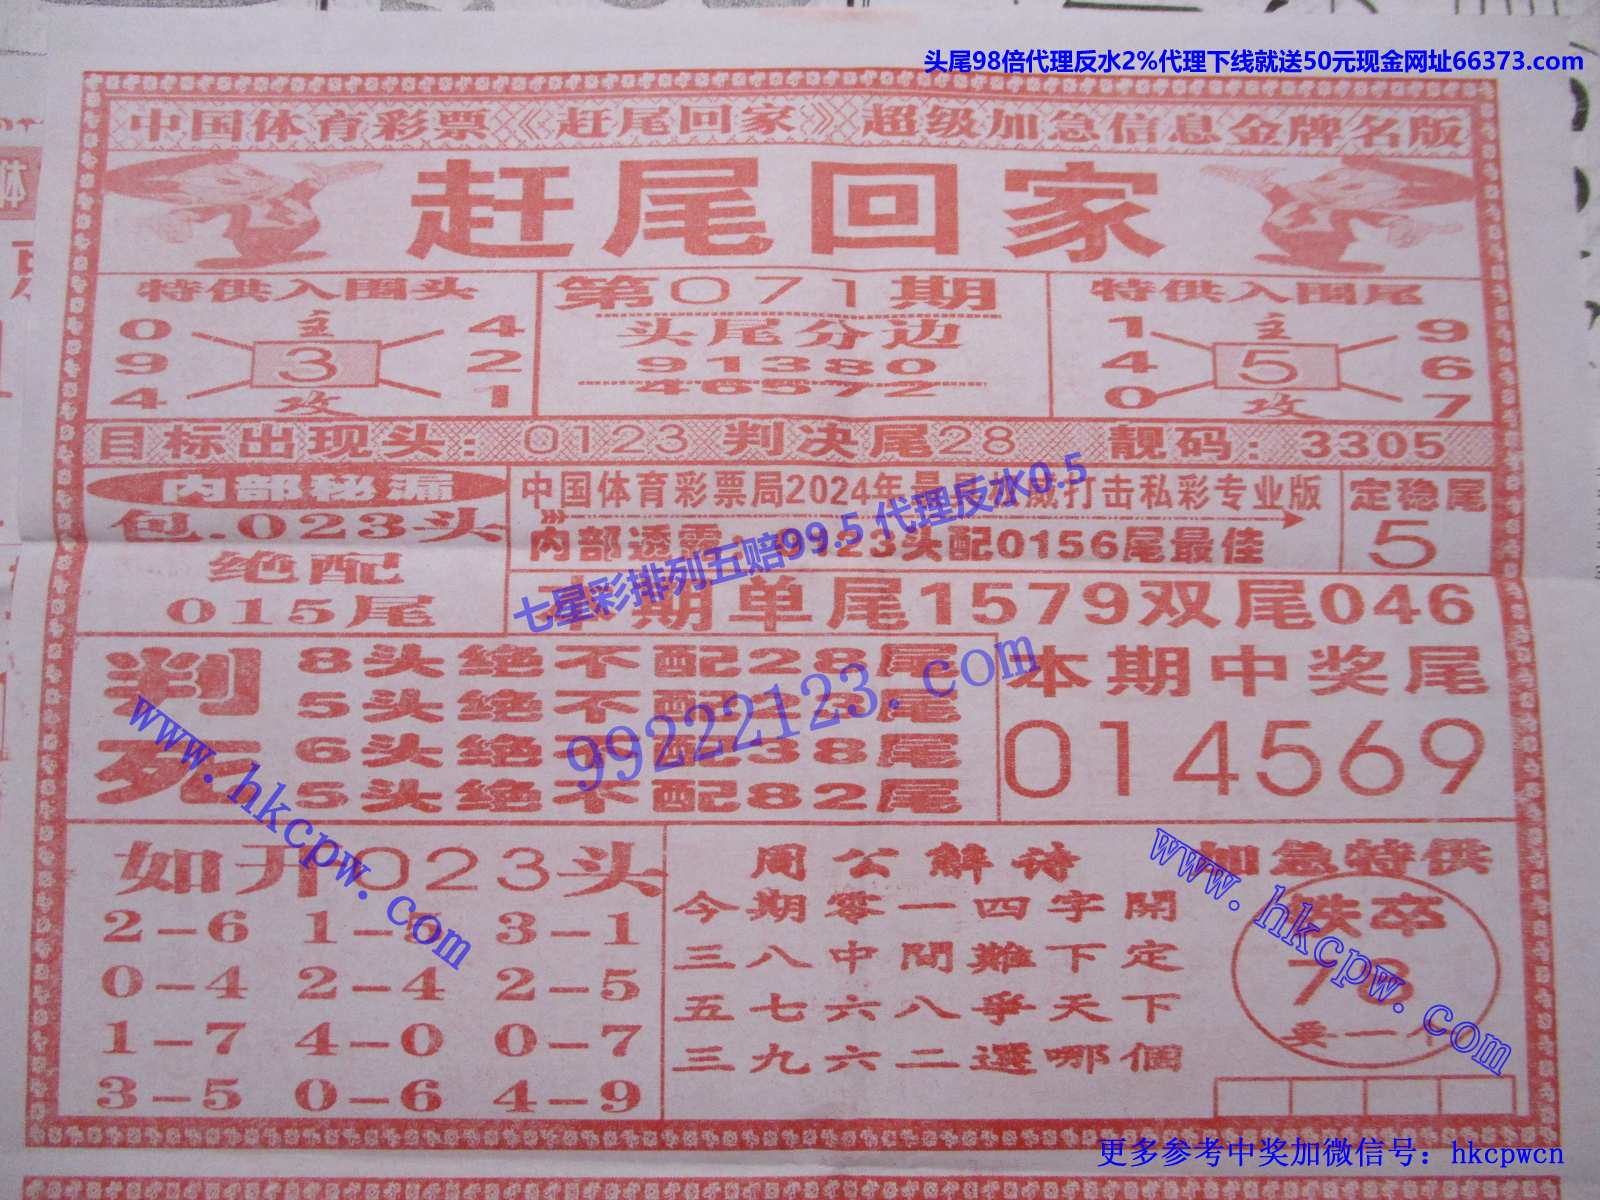 头尾98倍代理反水2%代理下线就送50元现金网址66373.com
中国体育彩票《赶尾回家》超级加急信息金牌名版
赶尾回家
特供入围头
0 主 4
9 3 2
4 攻 1
第071期
头尾分边
91380
46572
特供入围尾
1 主 9
4 5 6
0 攻 7
目标出现头：0123 判决尾28 靓码：3305
内部秘漏
包.023头
绝配
015尾
中国体育彩票局2024年最 打击私彩专业版
内部透露 23头配0156尾最佳
定稳尾
5
七星彩排列五赔99.5 代理反水0.5
本期单尾1579双尾046
判死
8头绝不配28尾
5头绝不配 尾
6头绝不配38尾
5头绝不配82尾
99222123.com
本期中奖尾
014569
www.hkcpw.com
如开023头
2-6 1- 3-1
0-4 2-4 2-5
1-7 4-0 0-7
3-5 0-6 4-9
周公解诗
今期零一四字開
三八中間難下定
五七六八爭天下
三九六二選哪個
加急特供
跌卒
78
www.hkcpw.com
更多参考中奖加微信号：hkcpwcn